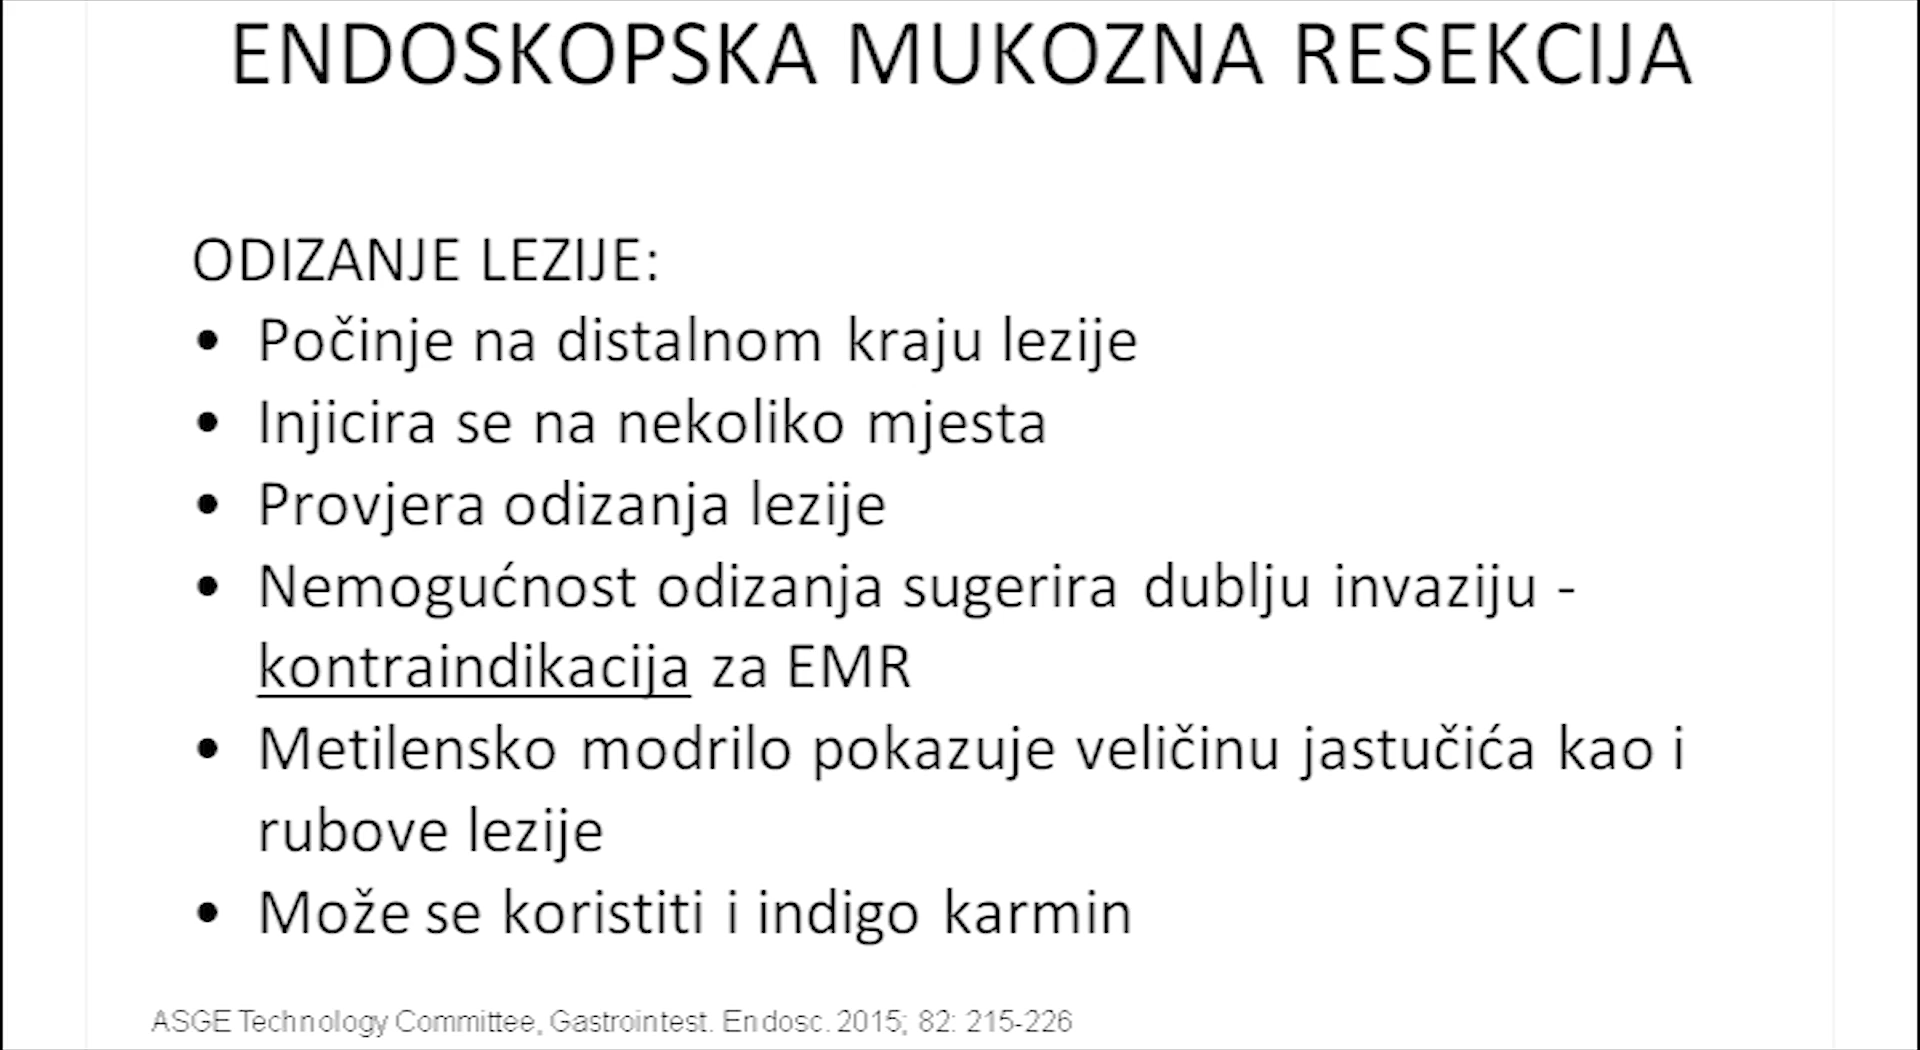 ENDOSKOPSKA MUKOZNA RESEKCIJA
ODIZANJE LEZIJE:
• Počinje na distalnom kraju lezije
• Injicira se na nekoliko mjesta
• Provjera odizanja lezije
• Nemogućnost odizanja sugerira dublju invaziju -
kontraindikacija za EMR
• Metilensko modrilo pokazuje veličinu jastučića kao i
rubove lezije
• Može se koristiti i indigo karmin
ASGE Technology Committee, Gastrointest. Endosc. 2015; 82: 215-226